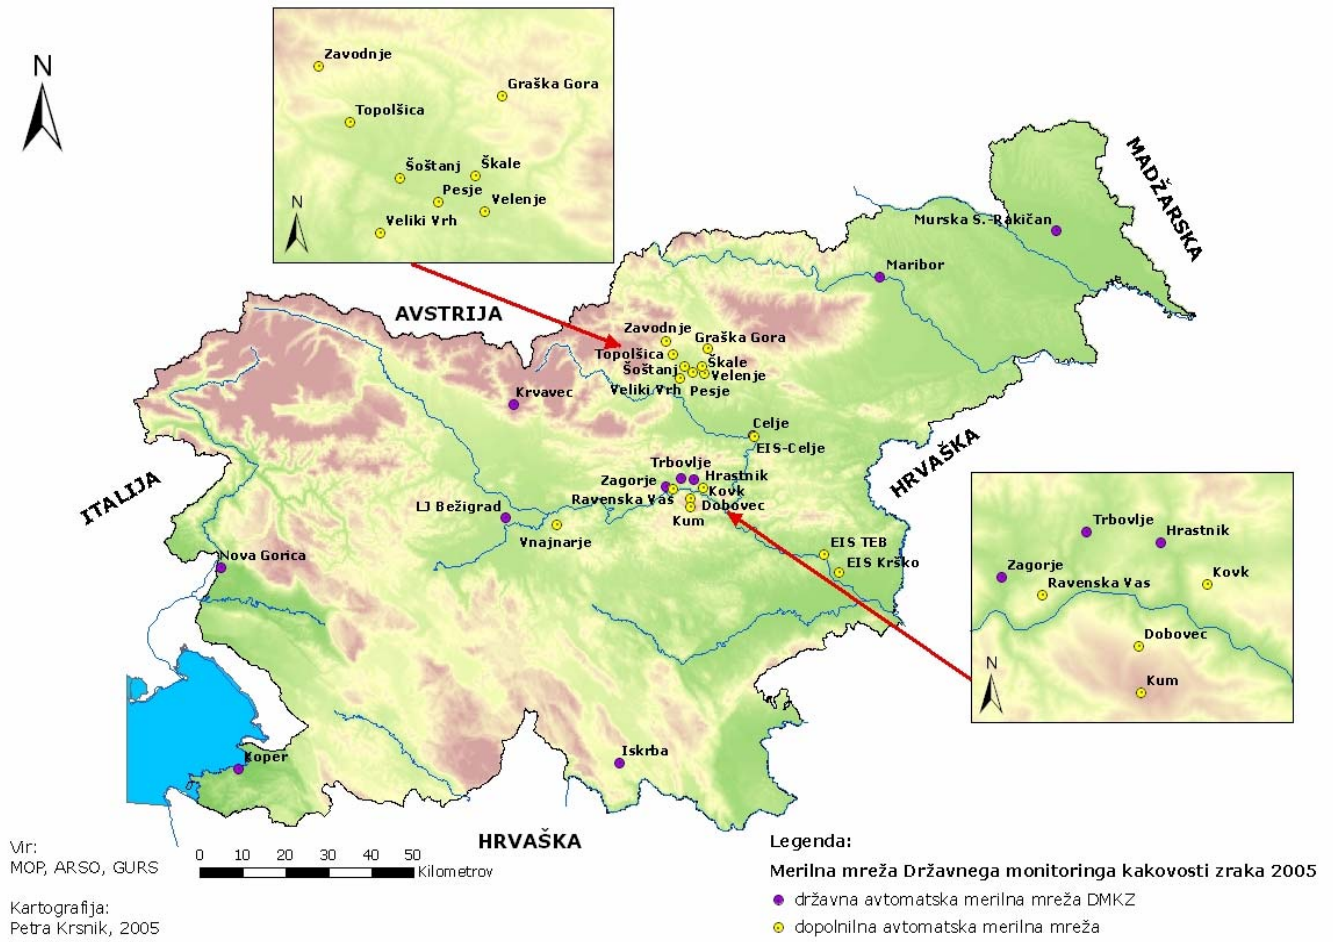 N
Zavodnje
Graška Gora
Topolšica
Šoštanj
Škale
Pesje
Velenje
Veliki Vrh
N
MADŽARSKA
Murska S.-Rakičan
Maribor
AVSTRIJA
Zavodnje
Graška Gora
Topolšica
Škale
Šoštanj
Velenje
Veliki Vrh
Pesje
Krvavec
Celje
EIS-Celje
HRVAŠKA
ITALIJA
Trbovlje
Hrastnik
Zagorje
Kovk
Ravenska Vas
Dobovec
Kum
LJ Bežigrad
Vnajnarje
EIS TEB
EIS Krško
Nova Gorica
Trbovlje
Hrastnik
Zagorje
Kovk
Ravenska Vas
Dobovec
Kum
N
Iskrba
Koper
HRVAŠKA
Vir:
MOP, ARSO, GURS
Kartografija:
Petra Krsnik, 2005
0 10 20 30 40 50
Kilometrov
Legenda:
Merilna mreža Državnega monitoringa kakovosti zraka 2005
državna avtomatska merilna mreža DMKZ
dopolnilna avtomatska merilna mreža